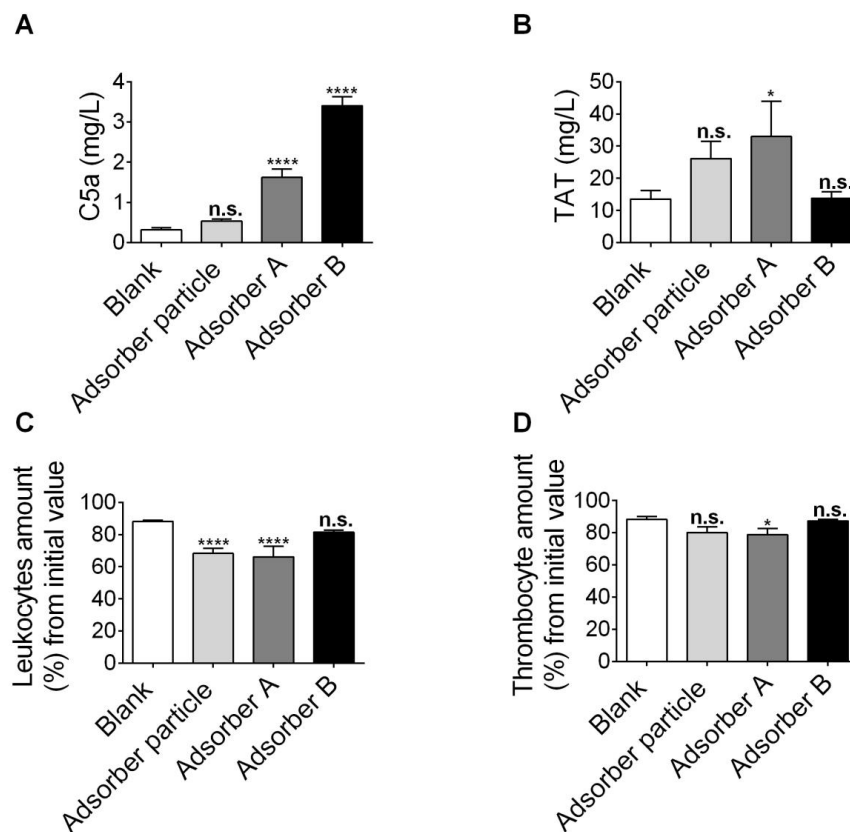 A
C5a (mg/L)
4
3
2
1
0
n.s.
****
****
Blank
Adsorber particle
Adsorber A
Adsorber B
B
TAT (mg/L)
50
40
30
20
10
0
n.s.
*
n.s.
Blank
Adsorber particle
Adsorber A
Adsorber B
C
Leukocytes amount
(%) from initial value
100
80
60
40
20
0
****
****
n.s.
Blank
Adsorber particle
Adsorber A
Adsorber B
D
Thrombocyte amount
(%) from initial value
100
80
60
40
20
0
n.s.
*
n.s.
Blank
Adsorber particle
Adsorber A
Adsorber B